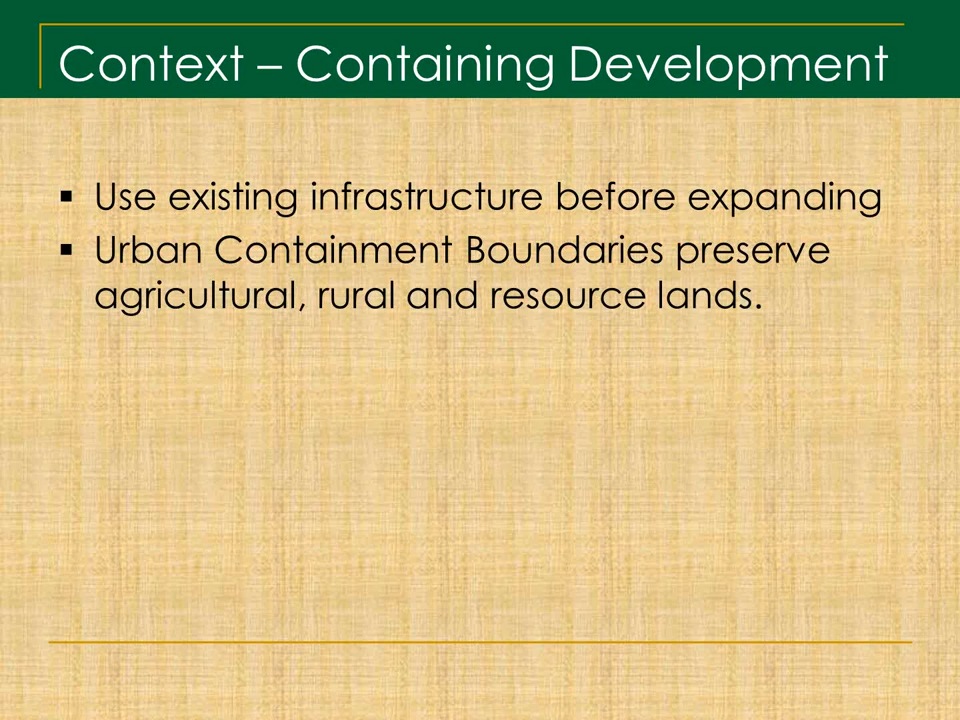 Context – Containing Development
▪ Use existing infrastructure before expanding
▪ Urban Containment Boundaries preserve
agricultural, rural and resource lands.